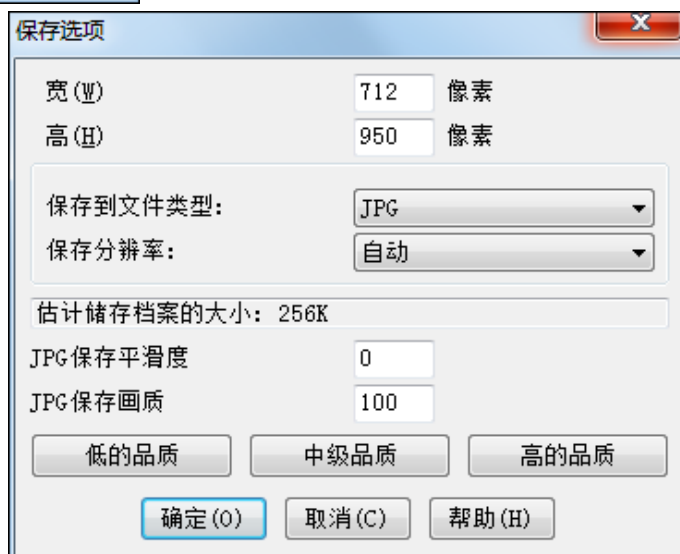 保存选项
宽(W) 712 像素
高(H) 950 像素
保存到文件类型: JPG
保存分辨率: 自动
估计储存档案的大小: 256K
JPG保存平滑度 0
JPG保存画质 100
低的品质 中级品质 高的品质
确定(O) 取消(C) 帮助(H)